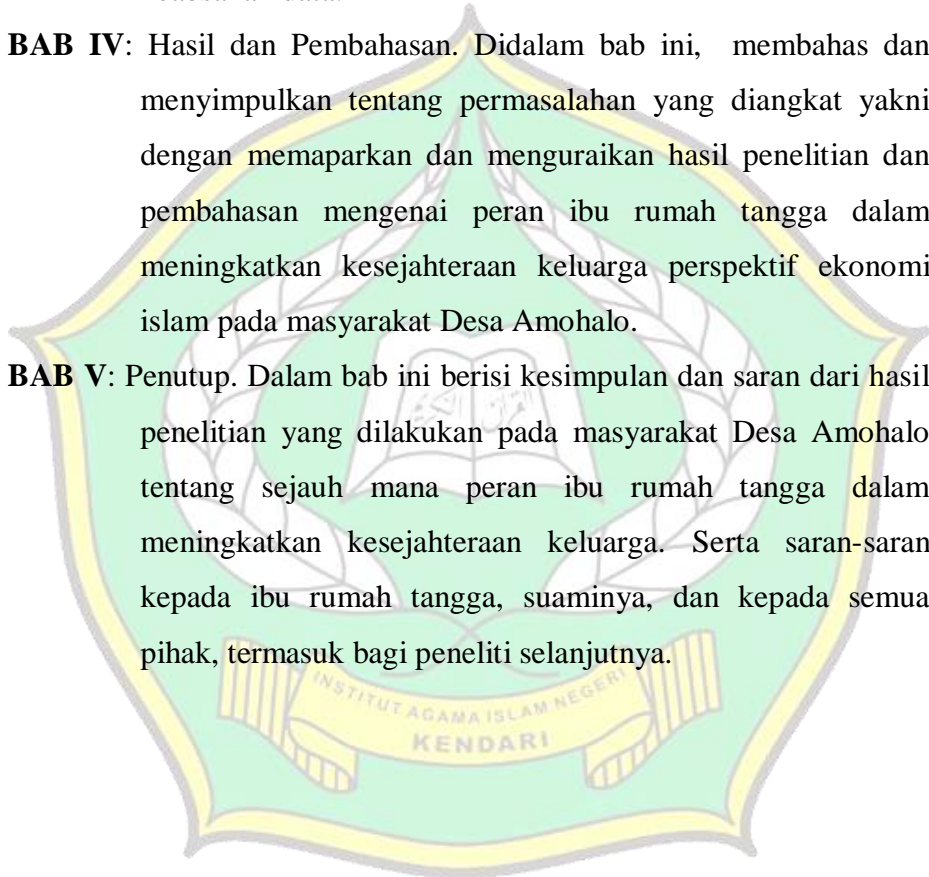 BAB IV: Hasil dan Pembahasan. Didalam bab ini, membahas dan
menyimpulkan tentang permasalahan yang diangkat yakni
dengan memaparkan dan menguraikan hasil penelitian dan
pembahasan mengenai peran ibu rumah tangga dalam
meningkatkan kesejahteraan keluarga perspektif ekonomi
islam pada masyarakat Desa Amohalo.
BAB V: Penutup. Dalam bab ini berisi kesimpulan dan saran dari hasil
penelitian yang dilakukan pada masyarakat Desa Amohalo
tentang sejauh mana peran ibu rumah tangga dalam
meningkatkan kesejahteraan keluarga. Serta saran-saran
kepada ibu rumah tangga, suaminya, dan kepada semua
pihak, termasuk bagi peneliti selanjutnya.
INSTITUT AGAMA ISLAM NEGERI
KENDARI